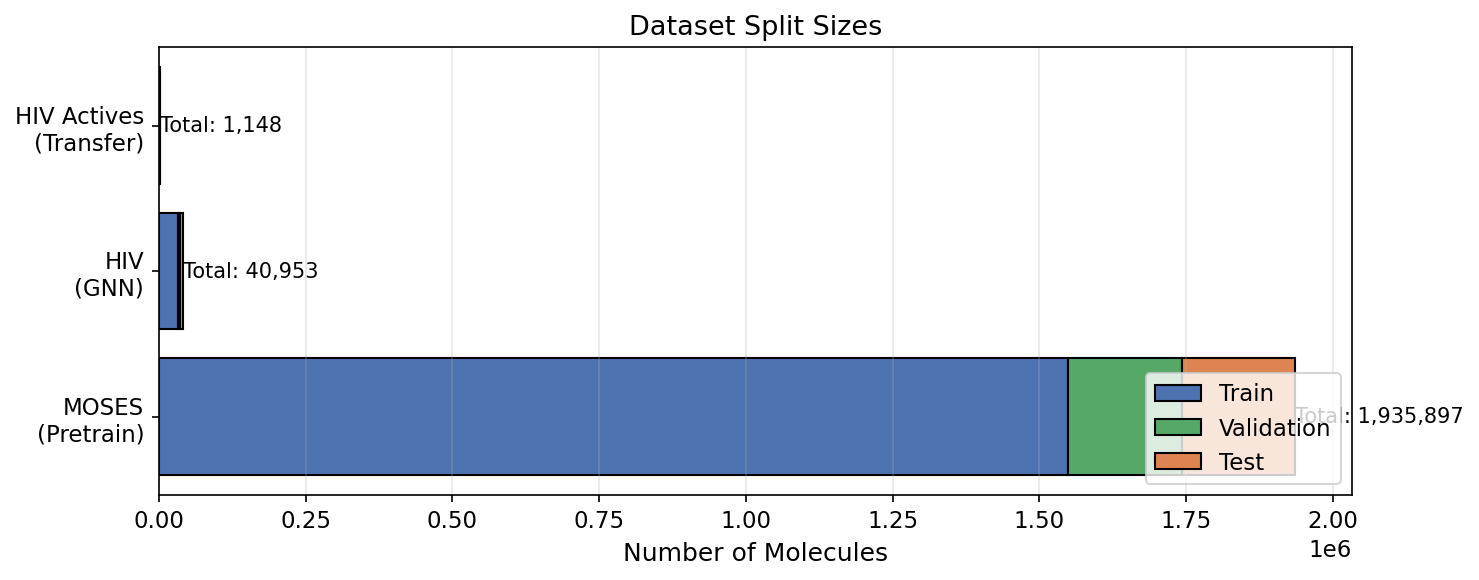 Dataset Split Sizes
HIV Actives
(Transfer)
Total: 1,148
HIV
(GNN)
Total: 40,953
MOSES
(Pretrain)
Total: 1,935,897
Train
Validation
Test
0.00 0.25 0.50 0.75 1.00 1.25 1.50 1.75 2.00
1e6
Number of Molecules